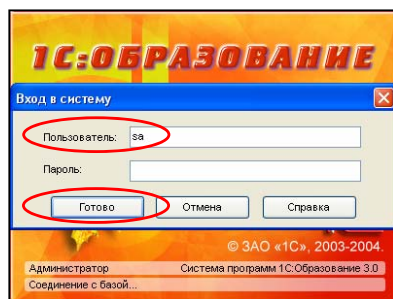 1С:ОБРАЗОВАНИЕ
Вход в систему
Пользователь: sa
Пароль:
Готово Отмена Справка
© ЗАО «1С», 2003-2004.
Администратор Система программ 1С:Образование 3.0
Соединение с базой...